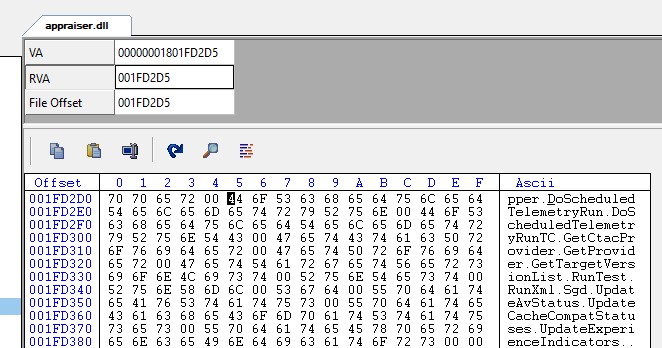 appraiser.dll
VA 00000001801FD2D5
RVA 001FD2D5
File Offset 001FD2D5
Offset 0 1 2 3 4 5 6 7 8 9 A B C D E F Ascii
001FD2D0 70 70 65 72 00 44 6F 53 63 68 65 64 75 6C 65 64 pper.DoScheduled
001FD2E0 54 65 6C 65 6D 65 74 72 79 52 75 6E 00 44 6F 53 TelemetryRun.DoS
001FD2F0 63 68 65 64 75 6C 65 64 54 65 6C 65 6D 65 74 72 cheduledTelemetr
001FD300 79 52 75 6E 54 43 00 47 65 74 43 74 61 63 50 72 yRunTC.GetCtacPr
001FD310 6F 76 69 64 65 72 00 47 65 74 50 72 6F 76 69 64 ovider.GetProvid
001FD320 65 72 00 47 65 74 54 61 72 67 65 74 56 65 72 73 er.GetTargetVers
001FD330 69 6F 6E 4C 69 73 74 00 52 75 6E 54 65 73 74 00 ionList.RunTest.
001FD340 52 75 6E 58 6D 6C 00 53 67 64 00 55 70 64 61 74 RunXml.Sgd.Updat
001FD350 65 41 76 53 74 61 74 75 73 00 55 70 64 61 74 65 eAvStatus.Update
001FD360 43 61 63 68 65 43 6F 6D 70 61 74 53 74 61 74 75 CacheCompatStatu
001FD370 73 65 73 00 55 70 64 61 74 65 45 78 70 65 72 69 ses.UpdateExperi
001FD380 65 6E 63 65 49 6E 64 69 63 61 74 6F 72 73 00 00 enceIndicators..